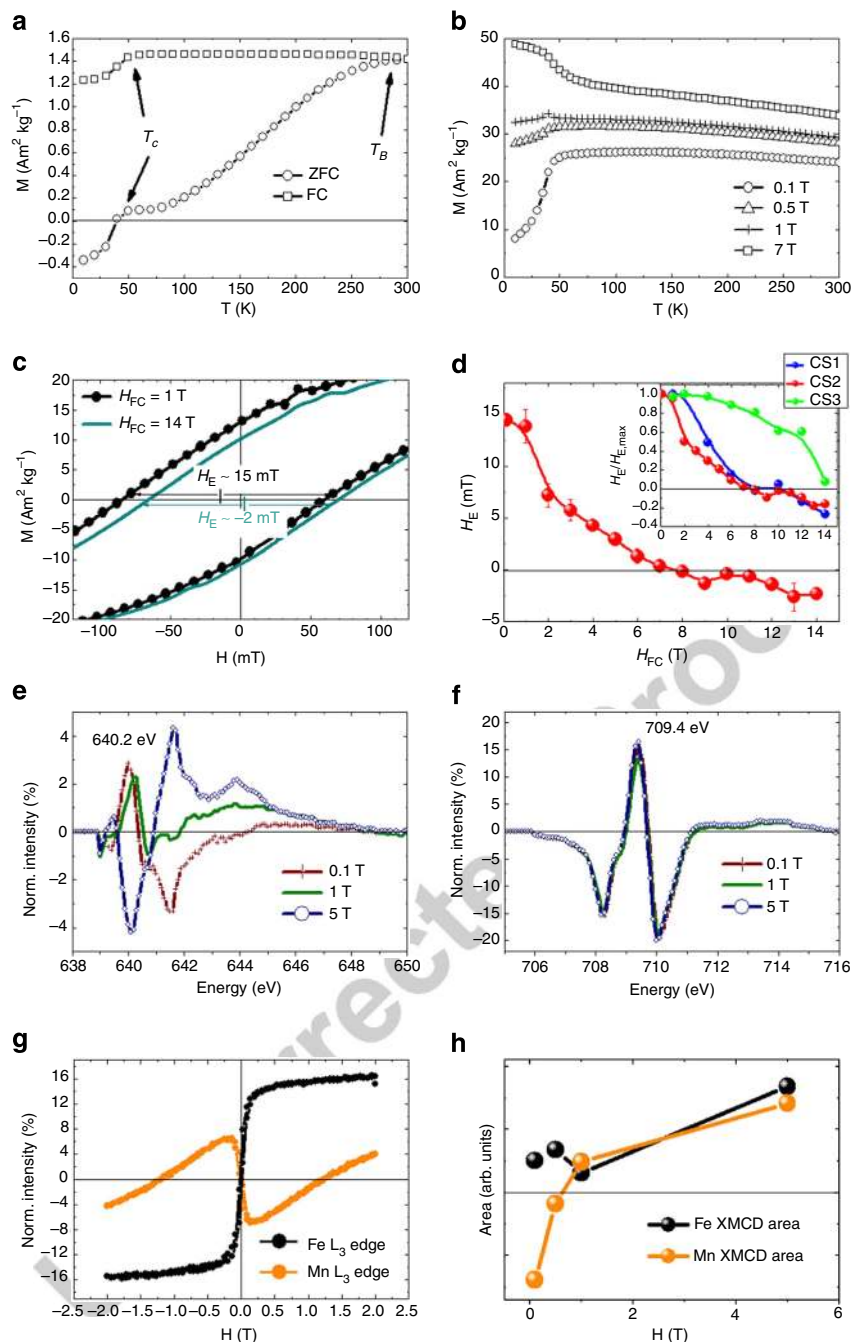 a
M (Am² kg⁻¹)
1.6
1.4
1.2
1.0
0.8
0.6
0.4
0.2
0.0
−0.2
−0.4
Tc
TB
ZFC
FC
0 50 100 150 200 250 300
T (K)
b
M (Am² kg⁻¹)
50
40
30
20
10
0
0.1 T
0.5 T
1 T
7 T
0 50 100 150 200 250 300
T (K)
c
M (Am² kg⁻¹)
20
15
10
5
0
−5
−10
−15
−20
HFC = 1 T
HFC = 14 T
HE ~ 15 mT
HE ~ −2 mT
−100 −50 0 50 100
H (mT)
d
HE (mT)
15
10
5
0
−5
CS1
CS2
CS3
HE/HE,max
1.0
0.8
0.6
0.4
0.2
0.0
−0.2
−0.4
0 2 4 6 8 10 12 14
0 2 4 6 8 10 12 14
HFC (T)
e
Norm. intensity (%)
4
2
0
−2
−4
640.2 eV
0.1 T
1 T
5 T
638 640 642 644 646 648 650
Energy (eV)
f
Norm. intensity (%)
20
15
10
5
0
−5
−10
−15
−20
709.4 eV
0.1 T
1 T
5 T
706 708 710 712 714 716
Energy (eV)
g
Norm. intensity (%)
16
12
8
4
0
−4
−8
−12
−16
Fe L₃ edge
Mn L₃ edge
−2.5 −2.0 −1.5 −1.0 −0.5 0.0 0.5 1.0 1.5 2.0 2.5
H (T)
h
Area (arb. units)
Fe XMCD area
Mn XMCD area
0 2 4 6
H (T)